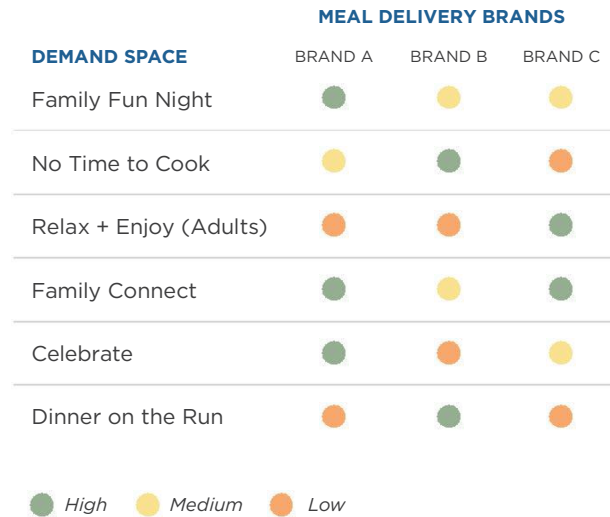 MEAL DELIVERY BRANDS
DEMAND SPACE BRAND A BRAND B BRAND C
Family Fun Night
No Time to Cook
Relax + Enjoy (Adults)
Family Connect
Celebrate
Dinner on the Run
High Medium Low